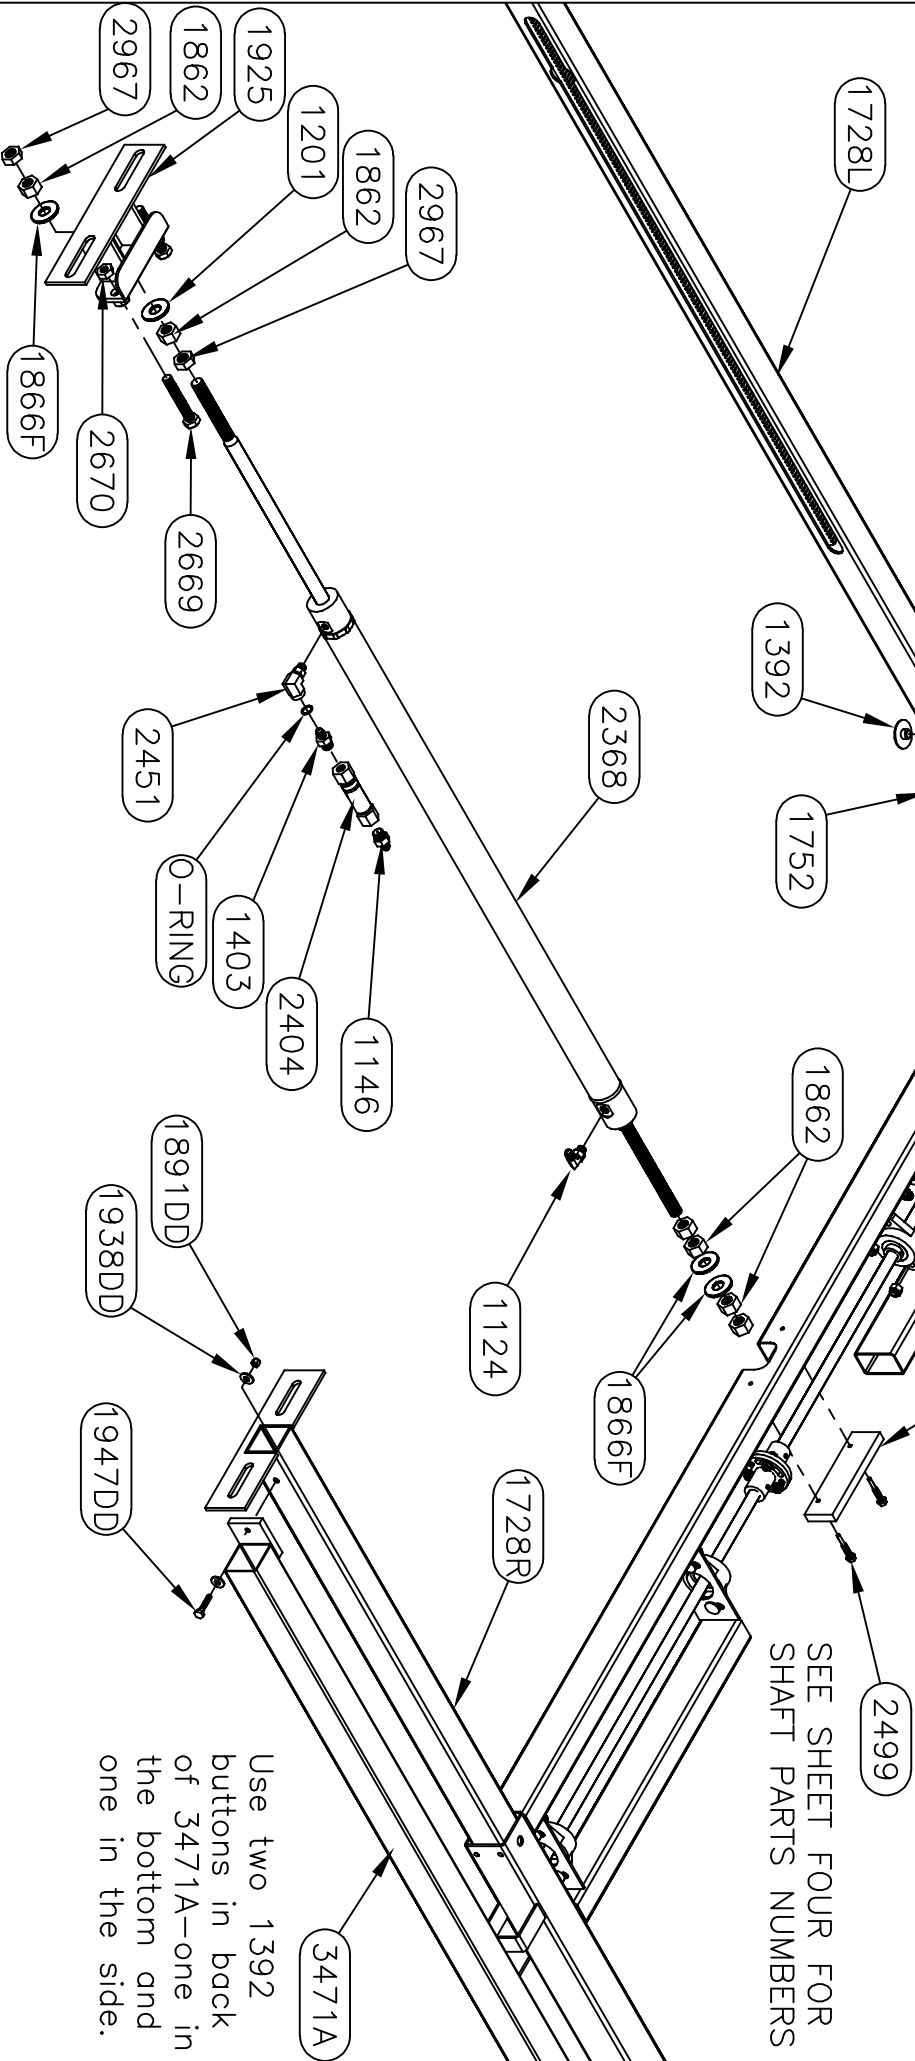 1728L
1925
1862
2967
1201
1862
2967
1866F
2670
2669
1392
1752
2368
2451
O-RING
1403
2404
1146
1862
1124
1866F
1891DD
1938DD
1947DD
1728R
2499
SEE SHEET FOUR FOR
SHAFT PARTS NUMBERS
3471A
Use two 1392
buttons in back
of 3471A-one in
the bottom and
one in the side.